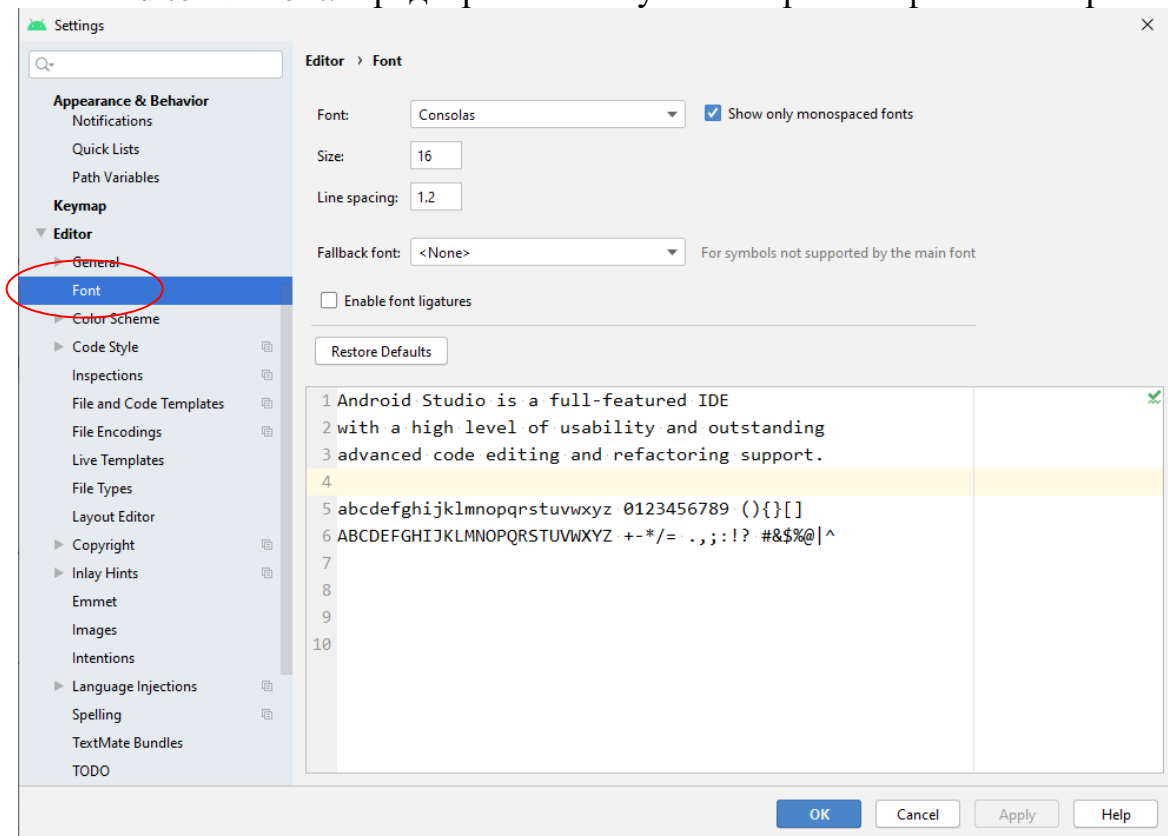 Settings
Editor › Font
Appearance & Behavior
Notifications
Quick Lists
Path Variables
Keymap
Editor
General
Font
Color Scheme
Code Style
Inspections
File and Code Templates
File Encodings
Live Templates
File Types
Layout Editor
Copyright
Inlay Hints
Emmet
Images
Intentions
Language Injections
Spelling
TextMate Bundles
TODO
Font: Consolas Show only monospaced fonts
Size: 16
Line spacing: 1.2
Fallback font: <None> For symbols not supported by the main font
Enable font ligatures
Restore Defaults
1 Android Studio is a full-featured IDE
2 with a high level of usability and outstanding
3 advanced code editing and refactoring support.
4
5 abcdefghijklmnopqrstuvwxyz 0123456789 (){}[]
6 ABCDEFGHIJKLMNOPQRSTUVWXYZ +-*/= .,;:!? #&$%@|^
7
8
9
10
OK Cancel Apply Help